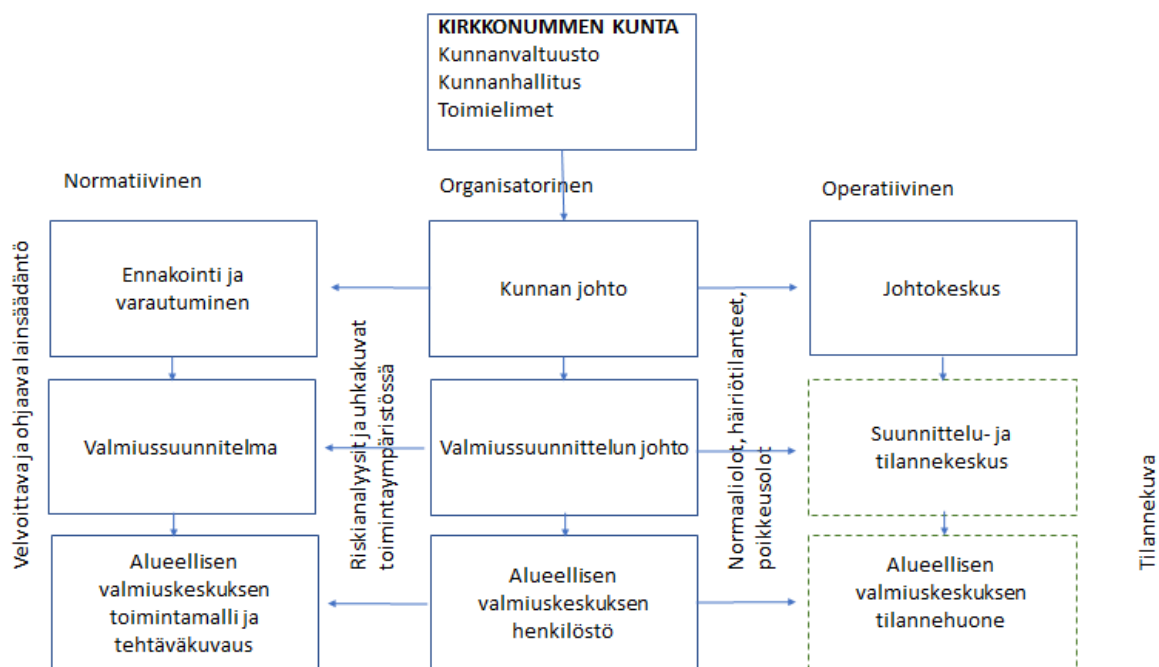 KIRKKONUMMEN KUNTA
Kunnanvaltuusto
Kunnanhallitus
Toimielimet
Normatiivinen
Organisatorinen
Operatiivinen
Velvoittava ja ohjaava lainsäädäntö
Ennakointi ja
varautuminen
Kunnan johto
Johtokeskus
Riskianalyysit ja uhkakuvat
toimintaympäristössä
Normaaliolot, häiriötilanteet,
poikkeusolot
Valmiussuunnitelma
Valmiussuunnittelun johto
Suunnittelu- ja
tilannekeskus
Tilannekuva
Alueellisen
valmiuskeskuksen
toimintamalli ja
tehtäväkuvaus
Alueellisen
valmiuskeskuksen
henkilöstö
Alueellisen
valmiuskeskuksen
tilannehuone